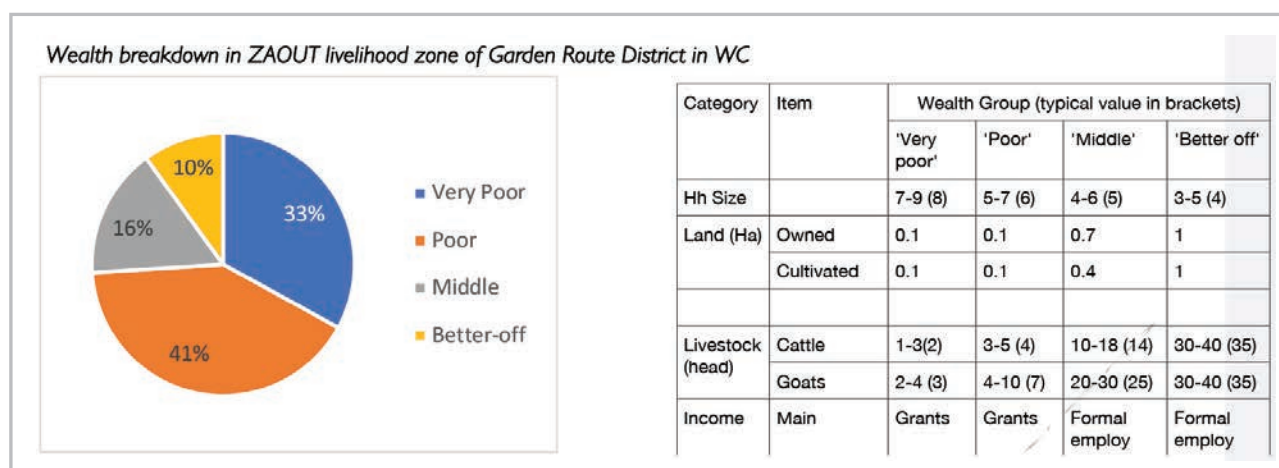 Wealth breakdown in ZAOUT livelihood zone of Garden Route District in WC
10%
33%
16%
41%
Very Poor
Poor
Middle
Better-off
Category Item Wealth Group (typical value in brackets)
'Very poor' 'Poor' 'Middle' 'Better off'
Hh Size 7-9 (8) 5-7 (6) 4-6 (5) 3-5 (4)
Land (Ha) Owned 0.1 0.1 0.7 1
Cultivated 0.1 0.1 0.4 1
Livestock (head) Cattle 1-3(2) 3-5 (4) 10-18 (14) 30-40 (35)
Goats 2-4 (3) 4-10 (7) 20-30 (25) 30-40 (35)
Income Main Grants Grants Formal employ Formal employ